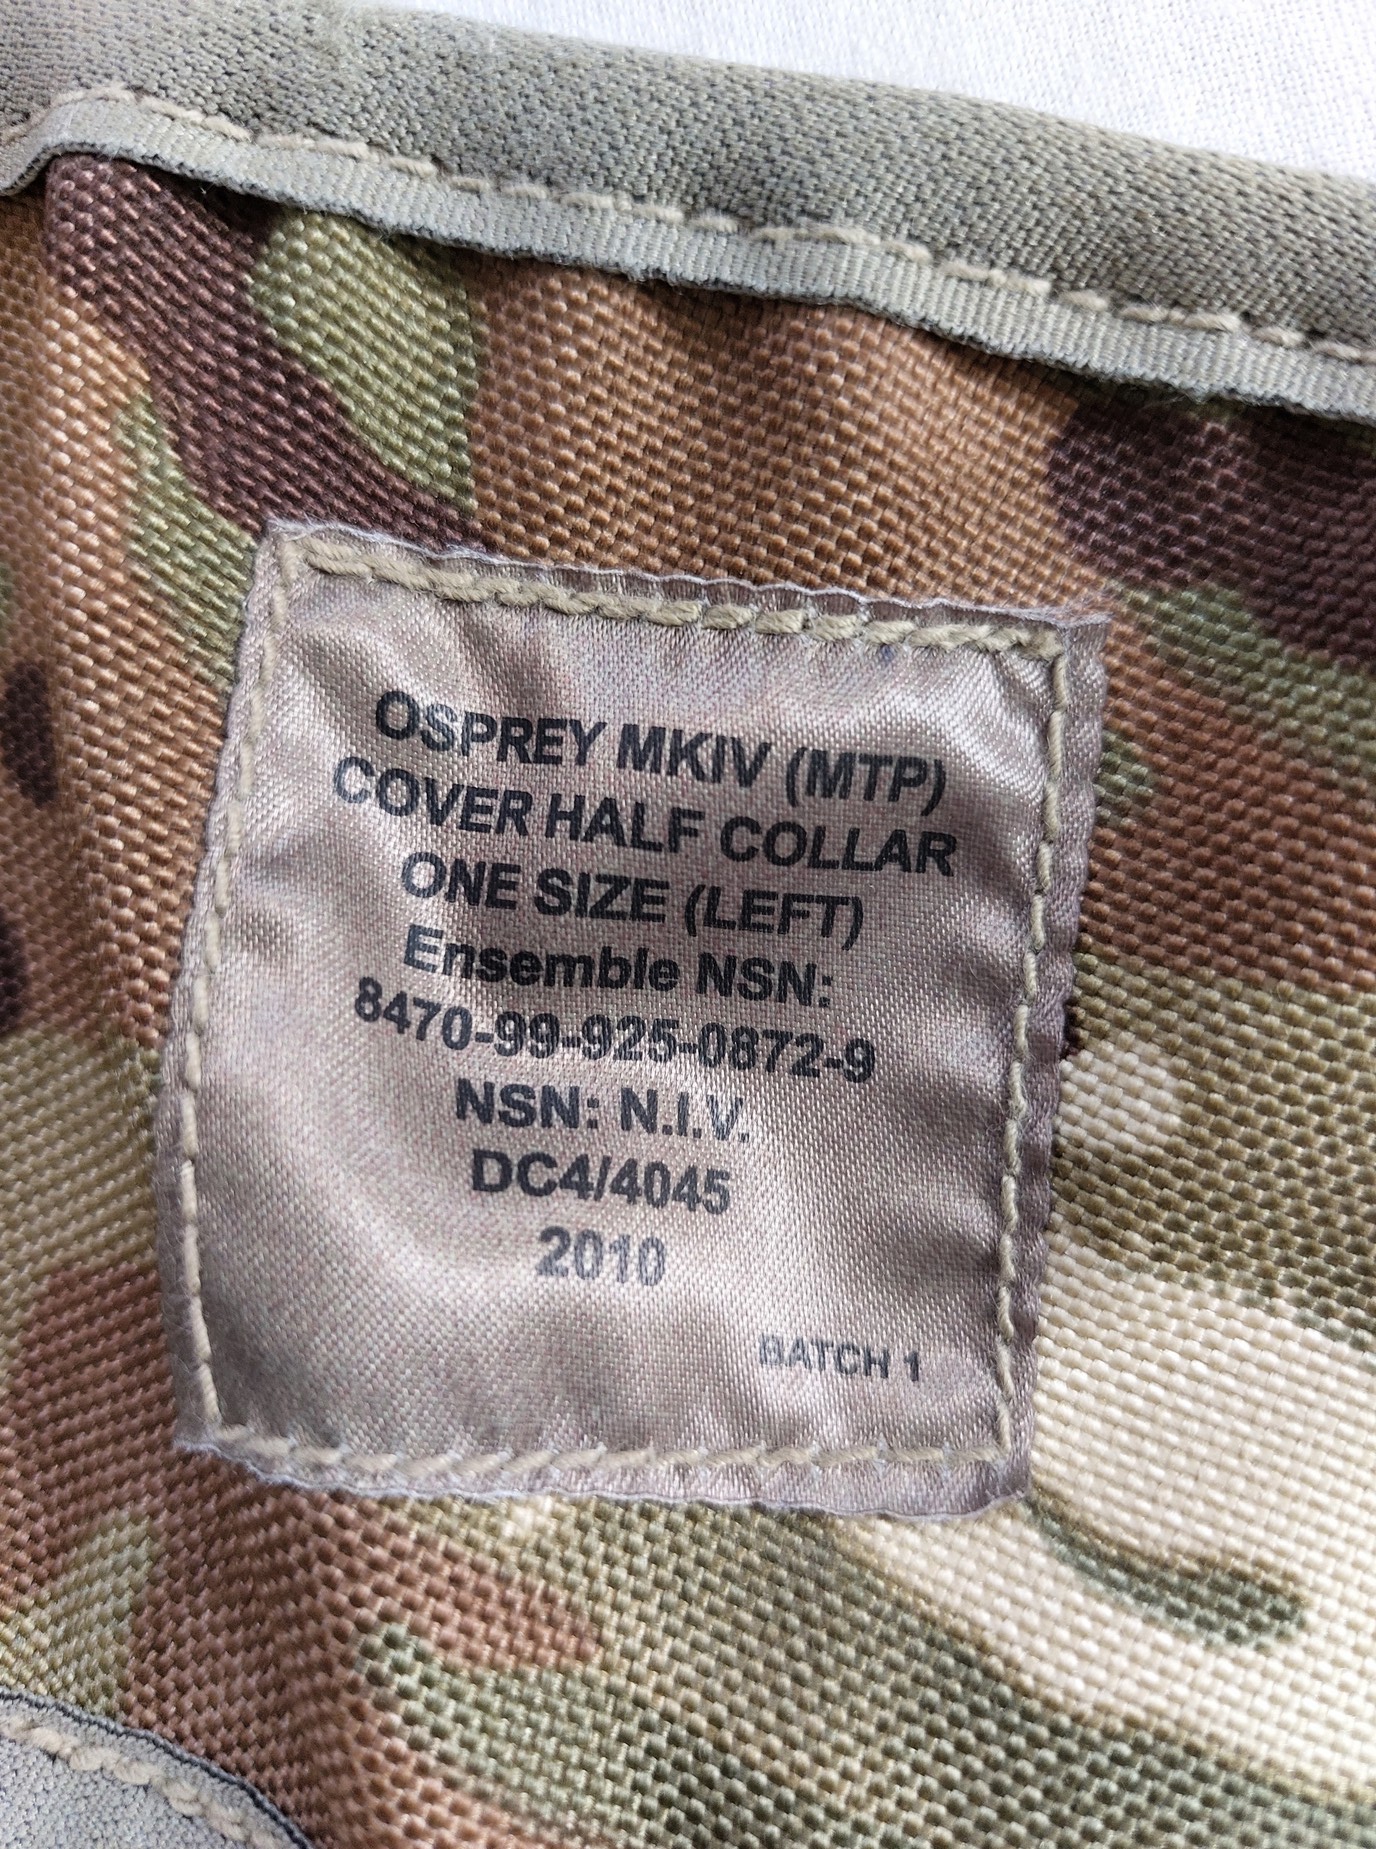 OSPREY MKIV (MTP)
COVER HALF COLLAR
ONE SIZE (LEFT)
Ensemble NSN:
8470-99-925-0872-9
NSN: N.I.V.
DC4/4045
2010
BATCH 1